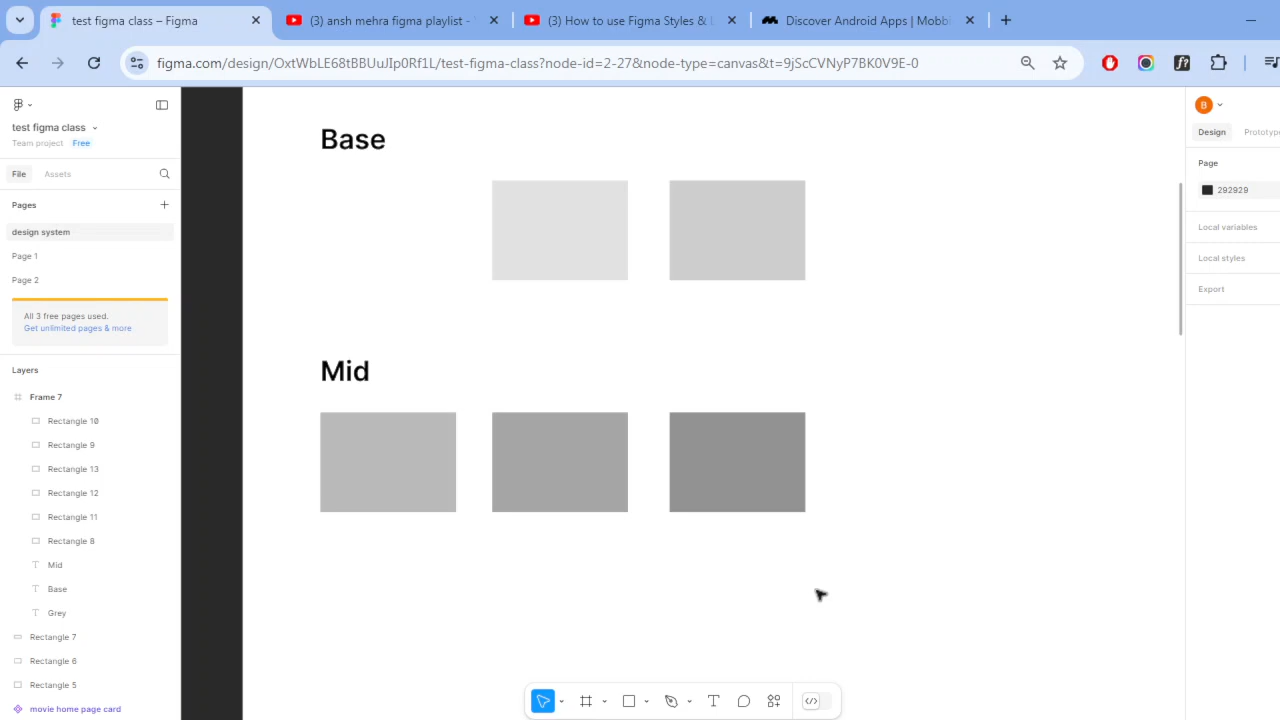 test figma class – Figma
(3) ansh mehra figma playlist -
(3) How to use Figma Styles &
Discover Android Apps | Mobbi
figma.com/design/OxtWbLE68tBBUuJIp0Rf1L/test-figma-class?node-id=2-27&node-type=canvas&t=9jScCVNyP7BK0V9E-0
test figma class
Team project Free
File Assets
Pages
design system
Page 1
Page 2
All 3 free pages used.
Get unlimited pages & more
Layers
Frame 7
Rectangle 10
Rectangle 9
Rectangle 13
Rectangle 12
Rectangle 11
Rectangle 8
Mid
Base
Grey
Rectangle 7
Rectangle 6
Rectangle 5
movie home page card
Base
Mid
B
Design Prototype
Page
292929
Local variables
Local styles
Export